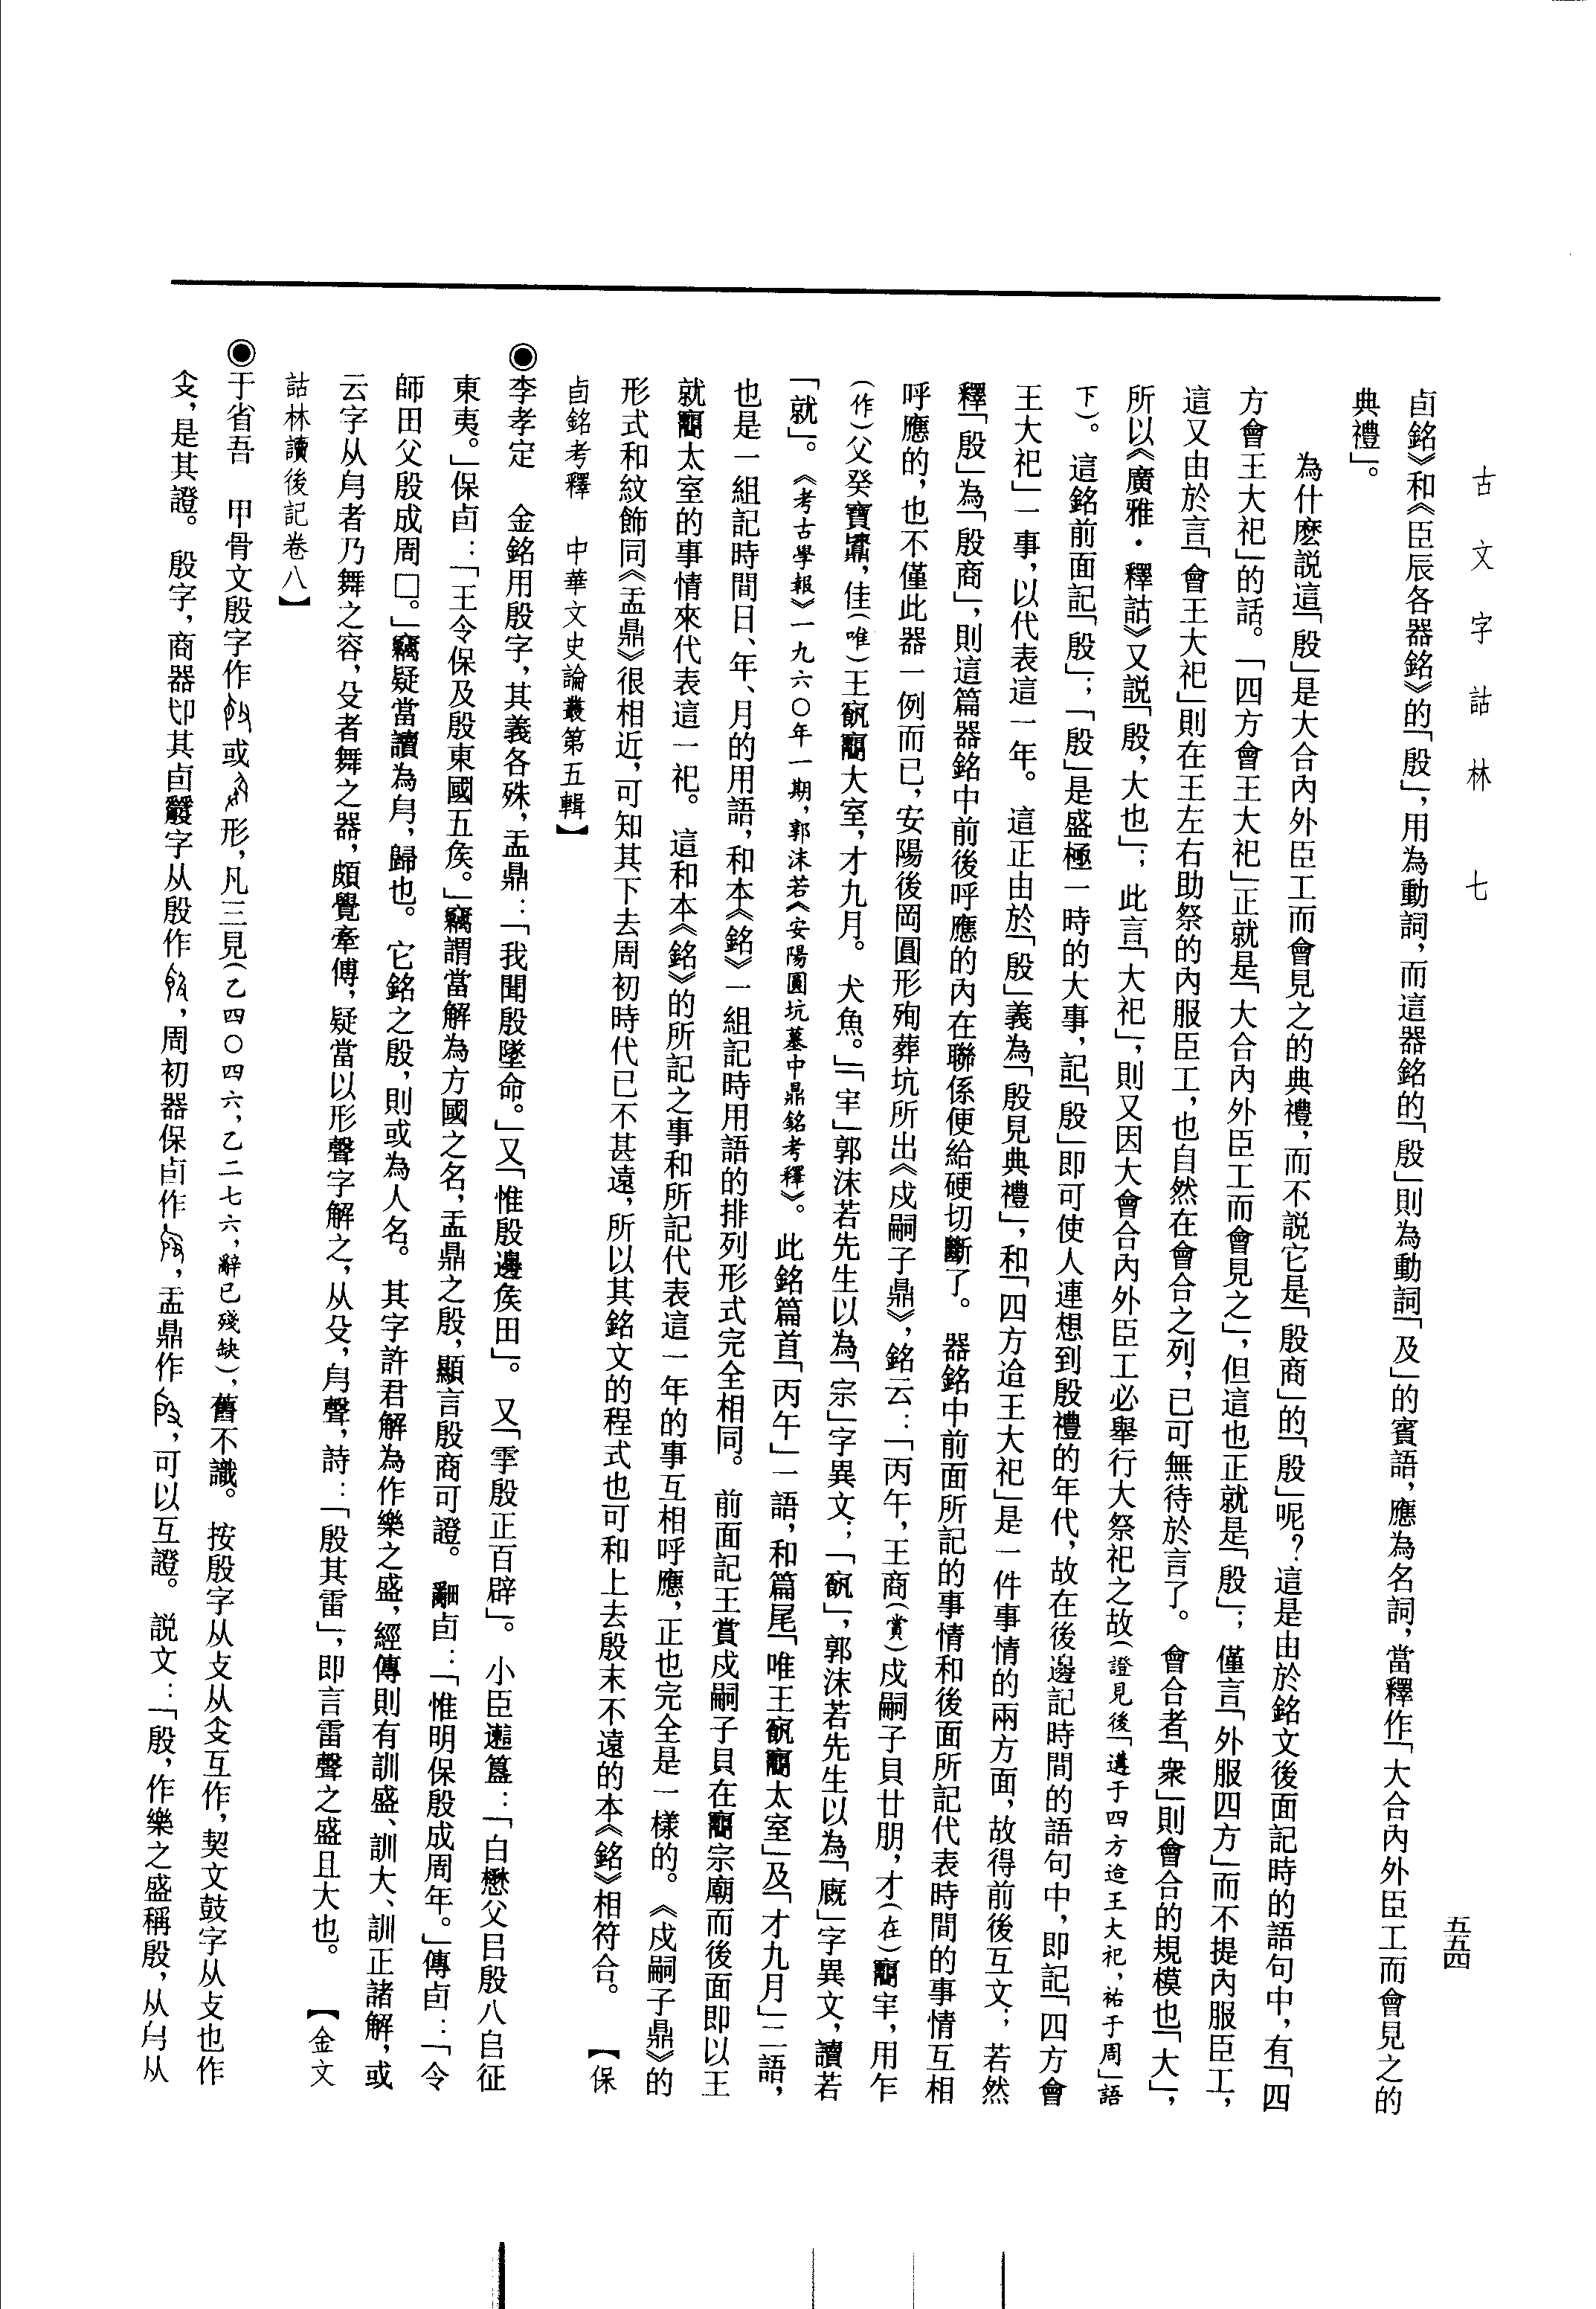 古文字詁林 七
五五四
卣銘》和《臣辰各器銘》的「殷」，用為動詞，而這器銘的「殷」則為動詞「及」的賓語，應為名詞，當釋作「大合內外臣工而會見之的
典禮」。
為什麽説這「殷」是大合內外臣工而會見之的典禮，而不説它是「殷商」的「殷」呢？這是由於銘文後面記時的語句中，有「四
方會王大祀」的話。「四方會王大祀」正就是「大合內外臣工而會見之」，但這也正就是「殷」；僅言「外服四方」而不提內服臣工，
這又由於言「會王大祀」則在王左右助祭的內服臣工，也自然在會合之列，已可無待於言了。會合者「衆」則會合的規模也「大」，
所以《廣雅·釋詁》又説「殷，大也」；此言「大祀」，則又因大會合內外臣工必舉行大祭祀之故（證見後「遘于四方迨王大祀，祐于周」語
下）。這銘前面記「殷」；「殷」是盛極一時的大事，記「殷」即可使人連想到殷禮的年代，故在後邊記時間的語句中，即記「四方會
王大祀」一事，以代表這一年。這正由於「殷」義為「殷見典禮」，和「四方迨王大祀」是一件事情的兩方面，故得前後互文；若然
釋「殷」為「殷商」，則這篇器銘中前後呼應的內在聯係便給硬切斷了。器銘中前面所記的事情和後面所記代表時間的事情互相
呼應的，也不僅此器一例而已，安陽後岡圓形殉葬坑所出《戍嗣子鼎》，銘云：「丙午，王商（賞）戍嗣子貝廿朋，才（在）𩫖𡧊，用乍
（作）父癸寶鼎，隹（唯）王𩫖大室，才九月。犬魚。」「𡧊」郭沫若先生以為「宗」字異文；「」，郭沫若先生以為「廄」字異文，讀若
「就」。《考古學報》一九六〇年一期，郭沫若《安陽圓坑墓中鼎銘考釋》。此銘篇首「丙午」一語，和篇尾「唯王太室」及「才九月」二語，
也是一組記時間日、年、月的用語，和本《銘》一組記時用語的排列形式完全相同。前面記王賞戍嗣子貝在宗廟而後面即以王
就太室的事情來代表這一祀。這和本《銘》的所記之事和所記代表這一年的事互相呼應，正也完全是一樣的。《戍嗣子鼎》的
形式和紋飾同《盂鼎》很相近，可知其下去周初時代已不甚遠，所以其銘文的程式也可和上去殷末不遠的本《銘》相符合。【保
卣銘考釋　中華文史論叢第五輯】
◉李孝定　金銘用殷字，其義各殊，盂鼎：「我聞殷墜命。」又「惟殷邊矦田」。又「雩殷正百辟」。小臣𧽊簋：「白懋父㠯殷八𠂤征
東夷。」保卣：「王令保及殷東國五矦。」竊謂當解為方國之名，盂鼎之殷，顯言殷商可證。卣：「惟明保殷成周年。」傳卣：「令
師田父殷成周□。」竊疑當讀為㐆，歸也。它銘之殷，則或為人名。其字許君解為作樂之盛，經傳則有訓盛、訓大、訓正諸解，或
云字从㐆者乃舞之容，殳者舞之器，頗覺牽傅，疑當以形聲字解之，从殳，㐆聲，詩：「殷其雷」，即言雷聲之盛且大也。【金文
詁林讀後記卷八】
◉于省吾　甲骨文殷字作或形，凡三見（乙四〇四六，乙二七六，辭已殘缺），舊不識。按殷字从攴从殳互作，契文鼓字从攴也作
殳，是其證。殷字，商器𠨘其卣字从殷作，周初器保卣作，盂鼎作，可以互證。説文：「殷，作樂之盛稱殷，从㐆从